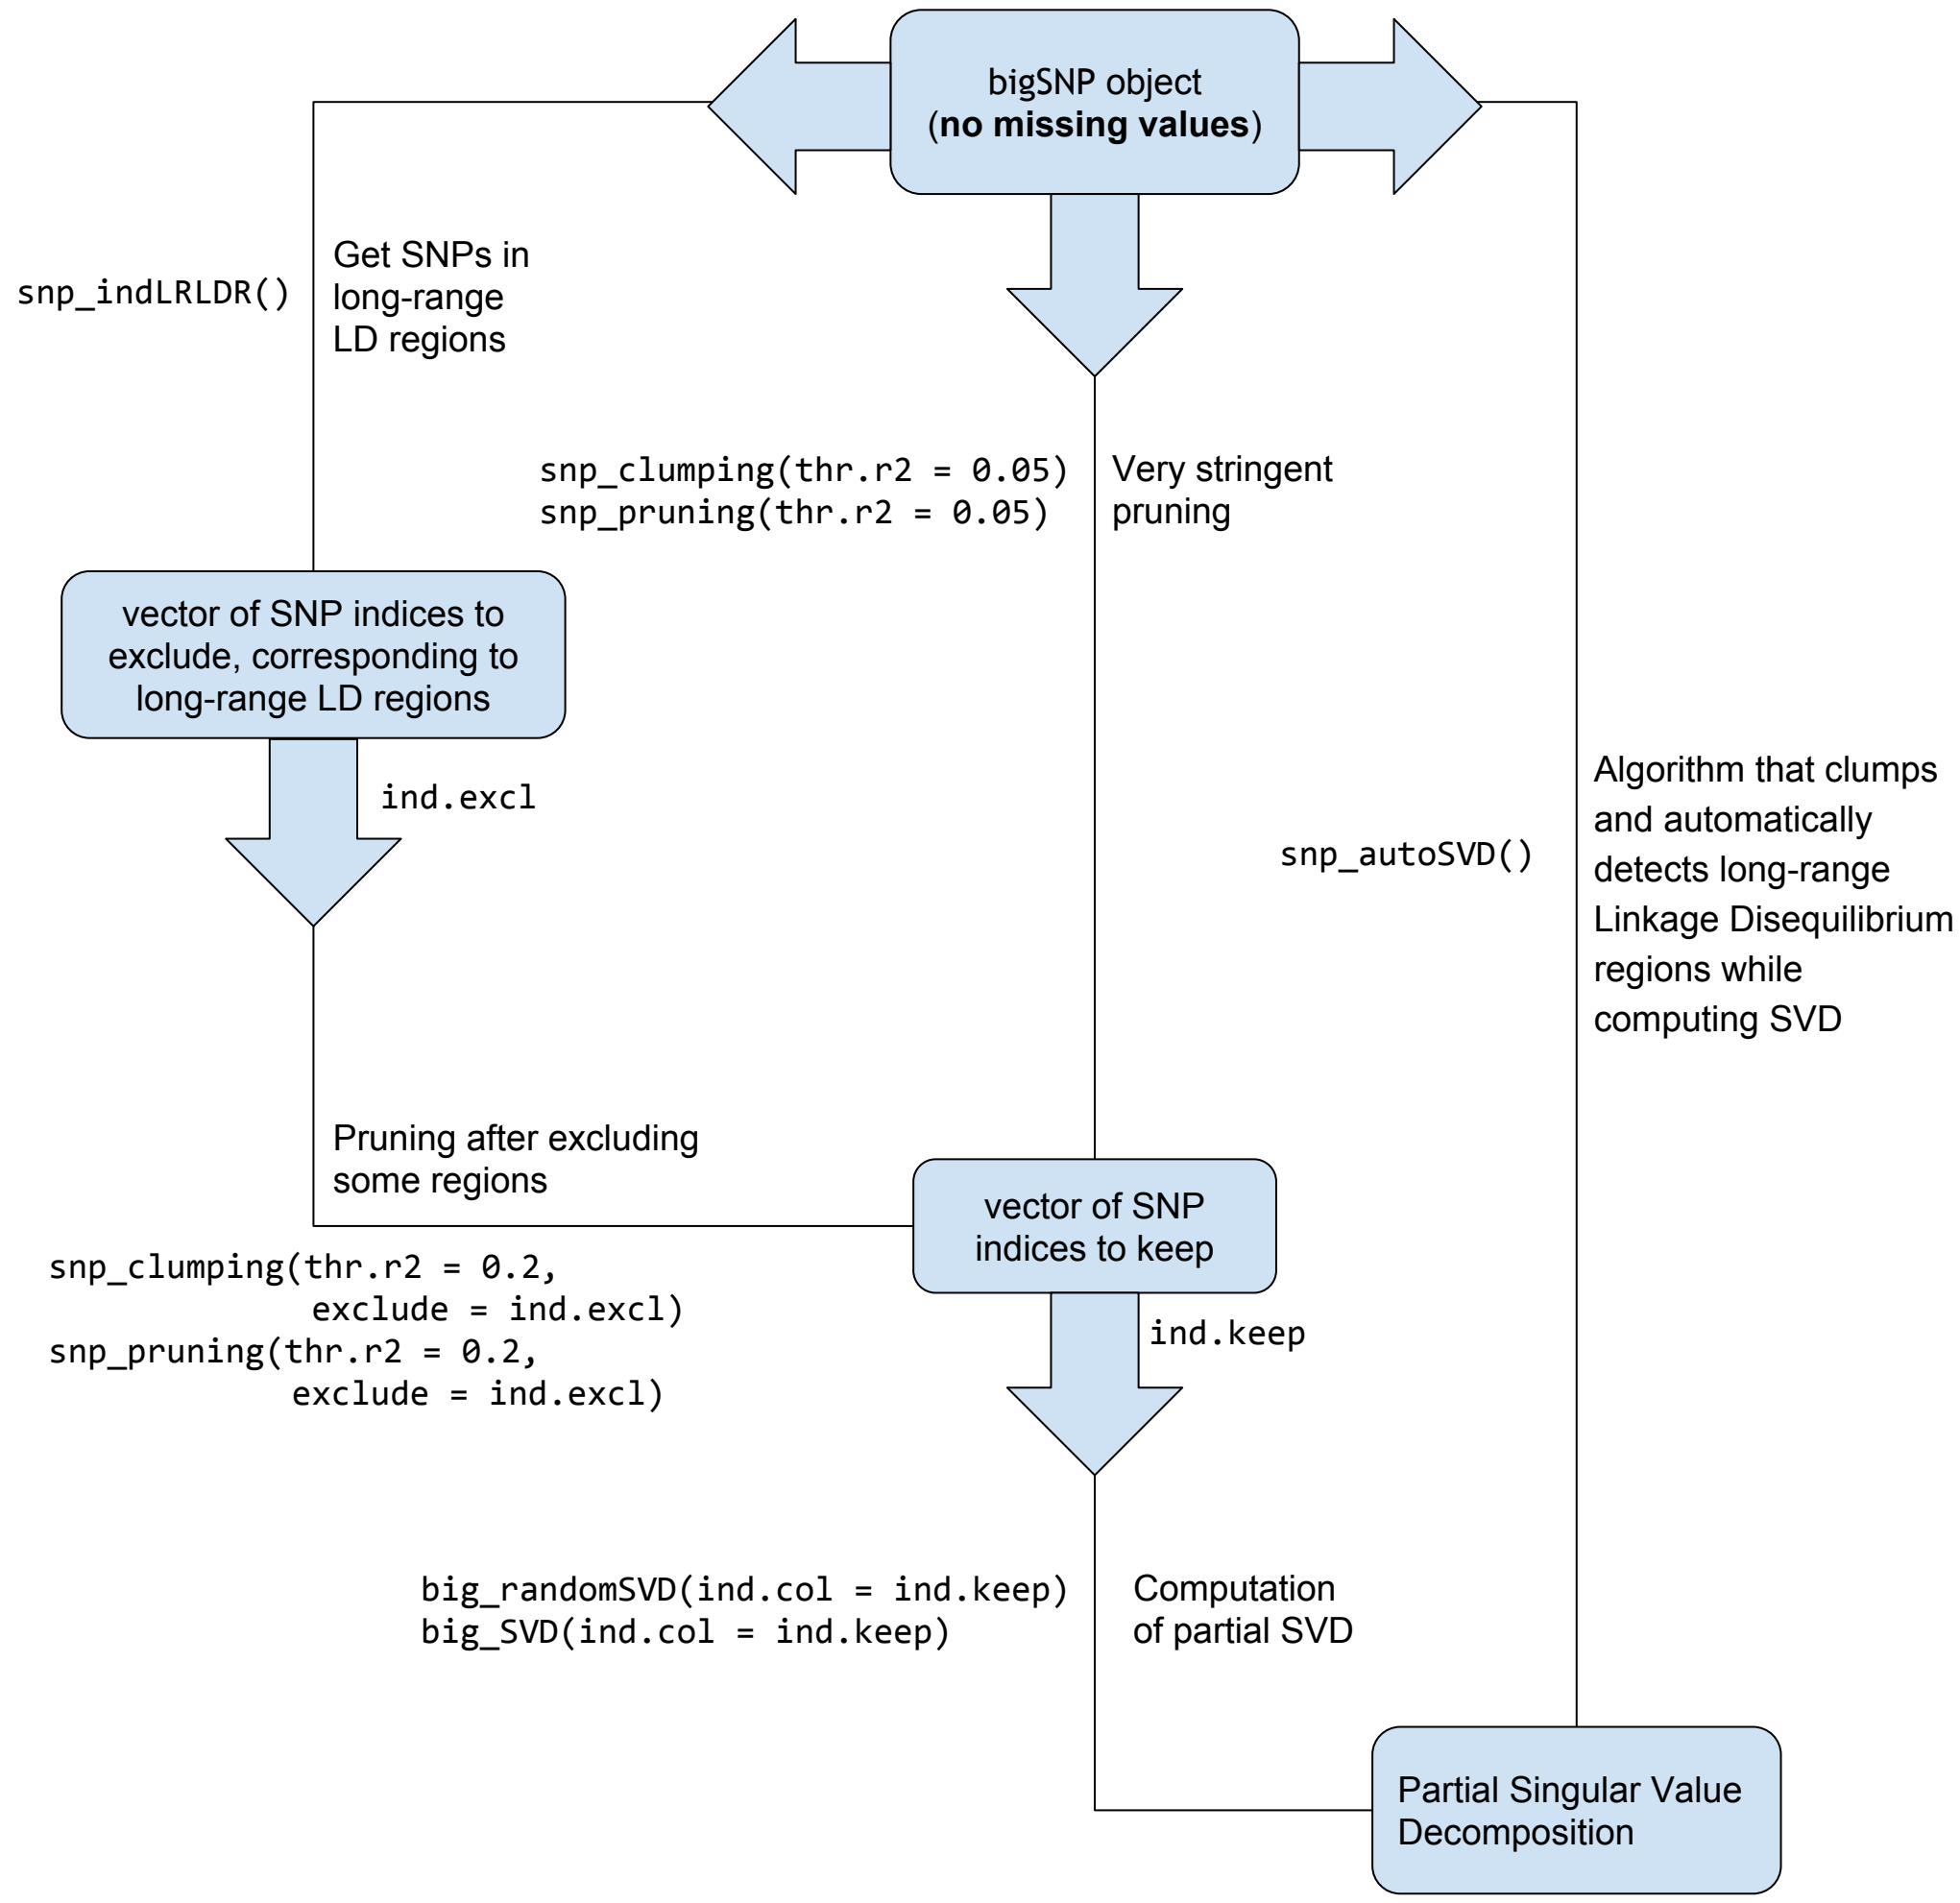 bigSNP object
(no missing values)
snp_indLRLDR()
Get SNPs in
long-range
LD regions
snp_clumping(thr.r2 = 0.05)
snp_pruning(thr.r2 = 0.05)
Very stringent
pruning
vector of SNP indices to
exclude, corresponding to
long-range LD regions
ind.excl
snp_autoSVD()
Algorithm that clumps
and automatically
detects long-range
Linkage Disequilibrium
regions while
computing SVD
Pruning after excluding
some regions
snp_clumping(thr.r2 = 0.2,
exclude = ind.excl)
snp_pruning(thr.r2 = 0.2,
exclude = ind.excl)
vector of SNP
indices to keep
ind.keep
big_randomSVD(ind.col = ind.keep)
big_SVD(ind.col = ind.keep)
Computation
of partial SVD
Partial Singular Value
Decomposition